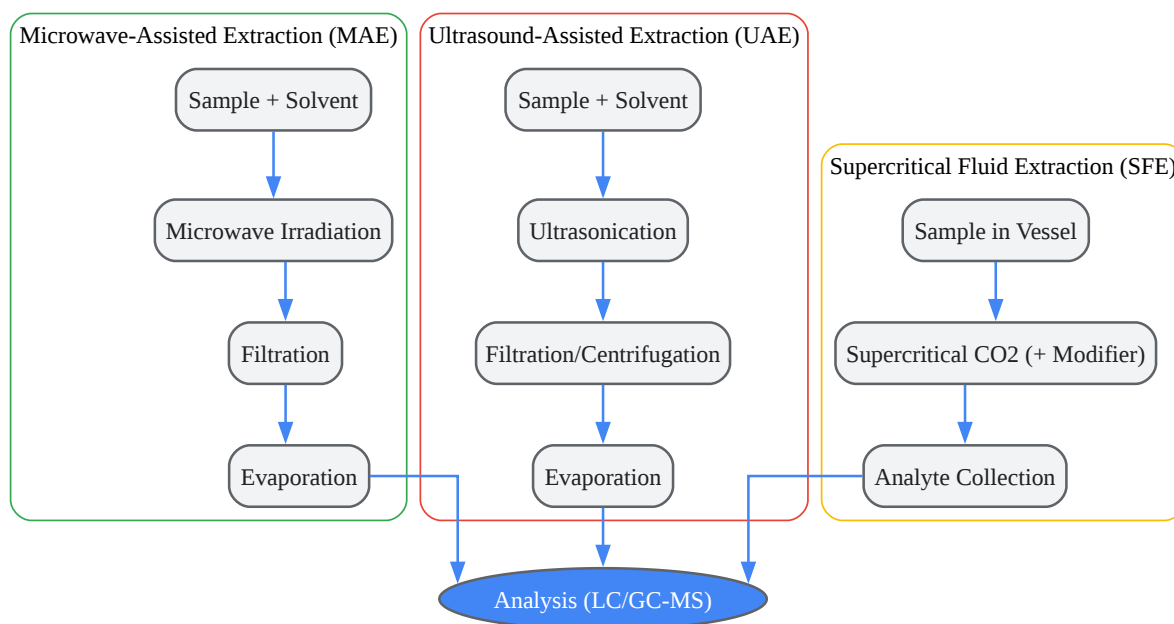 Microwave-Assisted Extraction (MAE)
Sample + Solvent
Microwave Irradiation
Filtration
Evaporation
Ultrasound-Assisted Extraction (UAE)
Sample + Solvent
Ultrasonication
Filtration/Centrifugation
Evaporation
Supercritical Fluid Extraction (SFE)
Sample in Vessel
Supercritical CO2 (+ Modifier)
Analyte Collection
Analysis (LC/GC-MS)